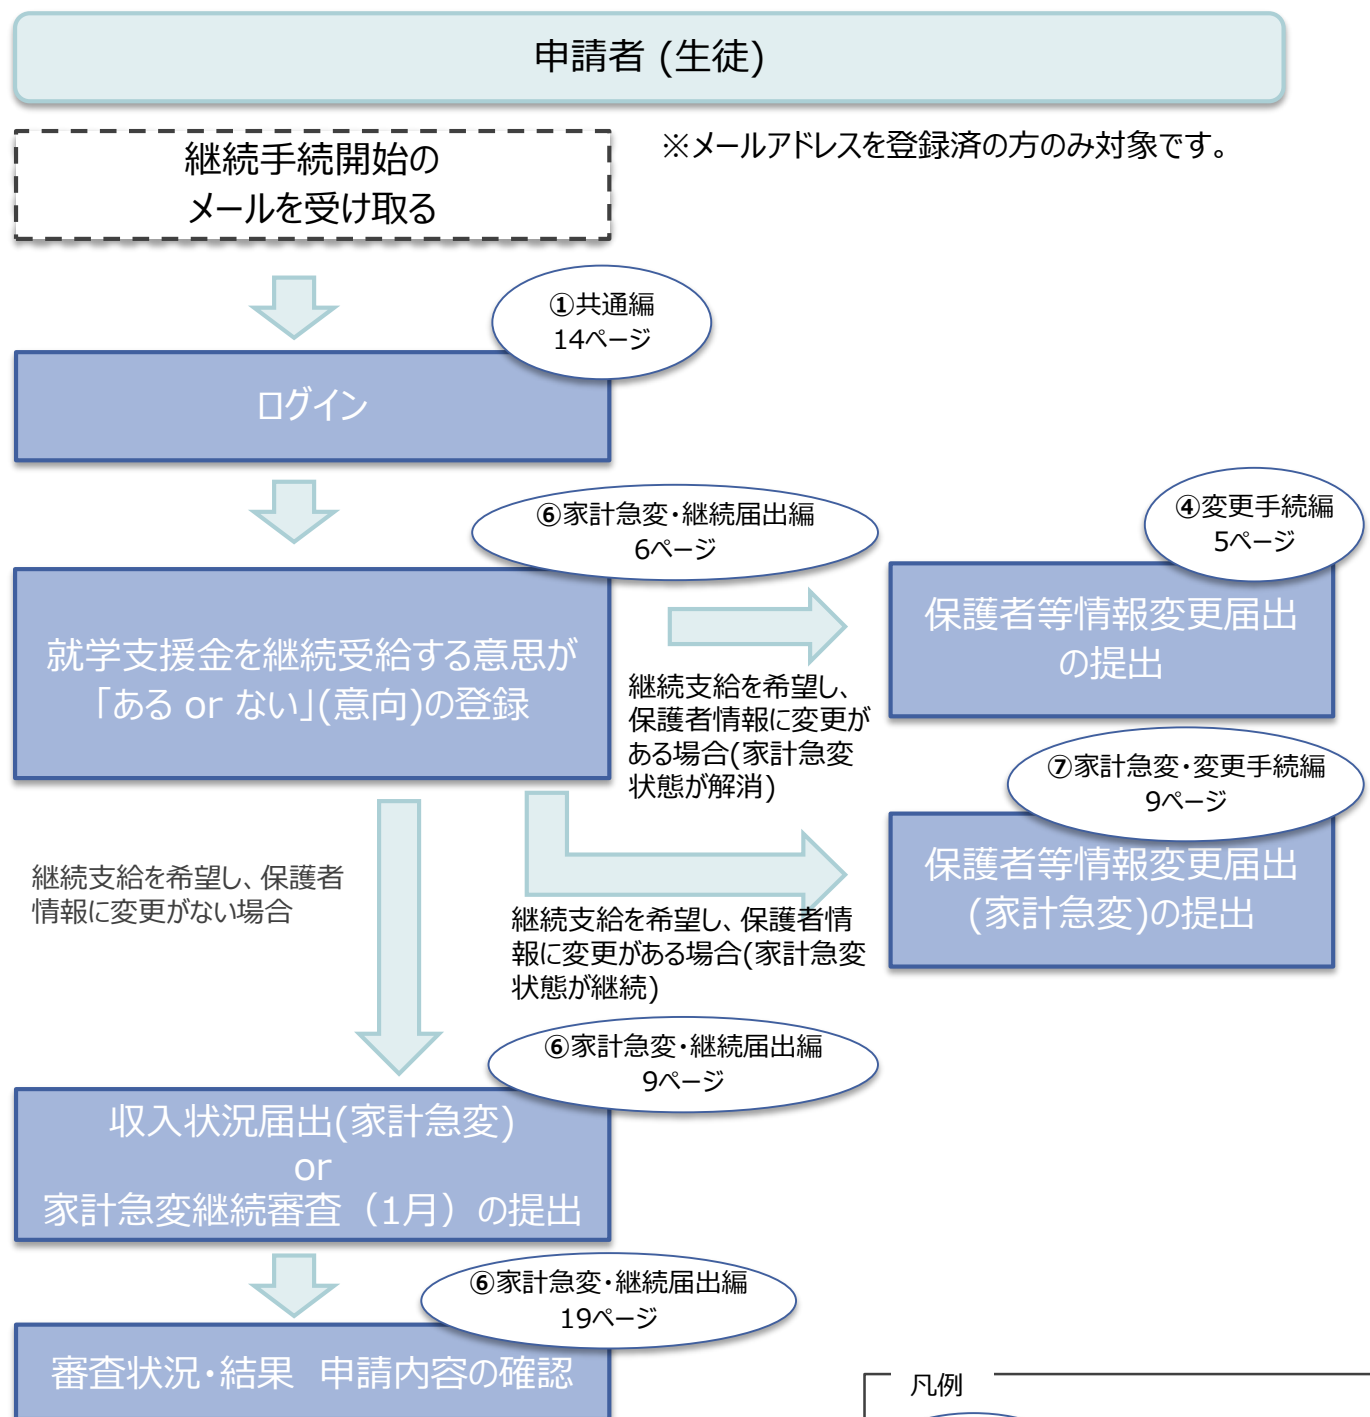 申請者 (生徒)
継続手続開始の
メールを受け取る
※メールアドレスを登録済の方のみ対象です。
①共通編
14ページ
ログイン
⑥家計急変・継続届出編
6ページ
就学支援金を継続受給する意思が
「ある or ない」(意向)の登録
④変更手続編
5ページ
保護者等情報変更届出
の提出
継続支給を希望し、
保護者情報に変更が
ある場合(家計急変
状態が解消)
⑦家計急変・変更手続編
9ページ
保護者等情報変更届出
(家計急変)の提出
継続支給を希望し、保護者
情報に変更がない場合
継続支給を希望し、保護者情
報に変更がある場合(家計急変
状態が継続)
⑥家計急変・継続届出編
9ページ
収入状況届出(家計急変)
or
家計急変継続審査（1月）の提出
⑥家計急変・継続届出編
19ページ
審査状況・結果　申請内容の確認
凡例